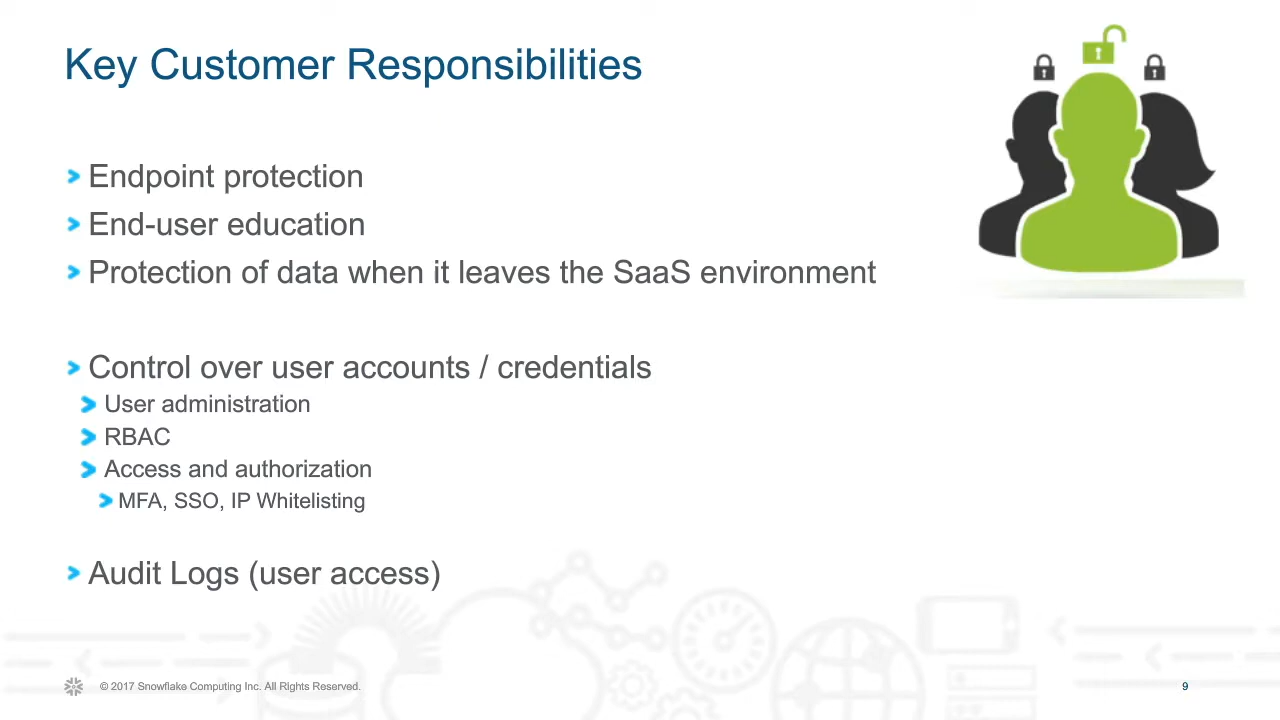 Key Customer Responsibilities
Endpoint protection
End-user education
Protection of data when it leaves the SaaS environment
Control over user accounts / credentials
User administration
RBAC
Access and authorization
MFA, SSO, IP Whitelisting
Audit Logs (user access)
© 2017 Snowflake Computing Inc. All Rights Reserved.
9